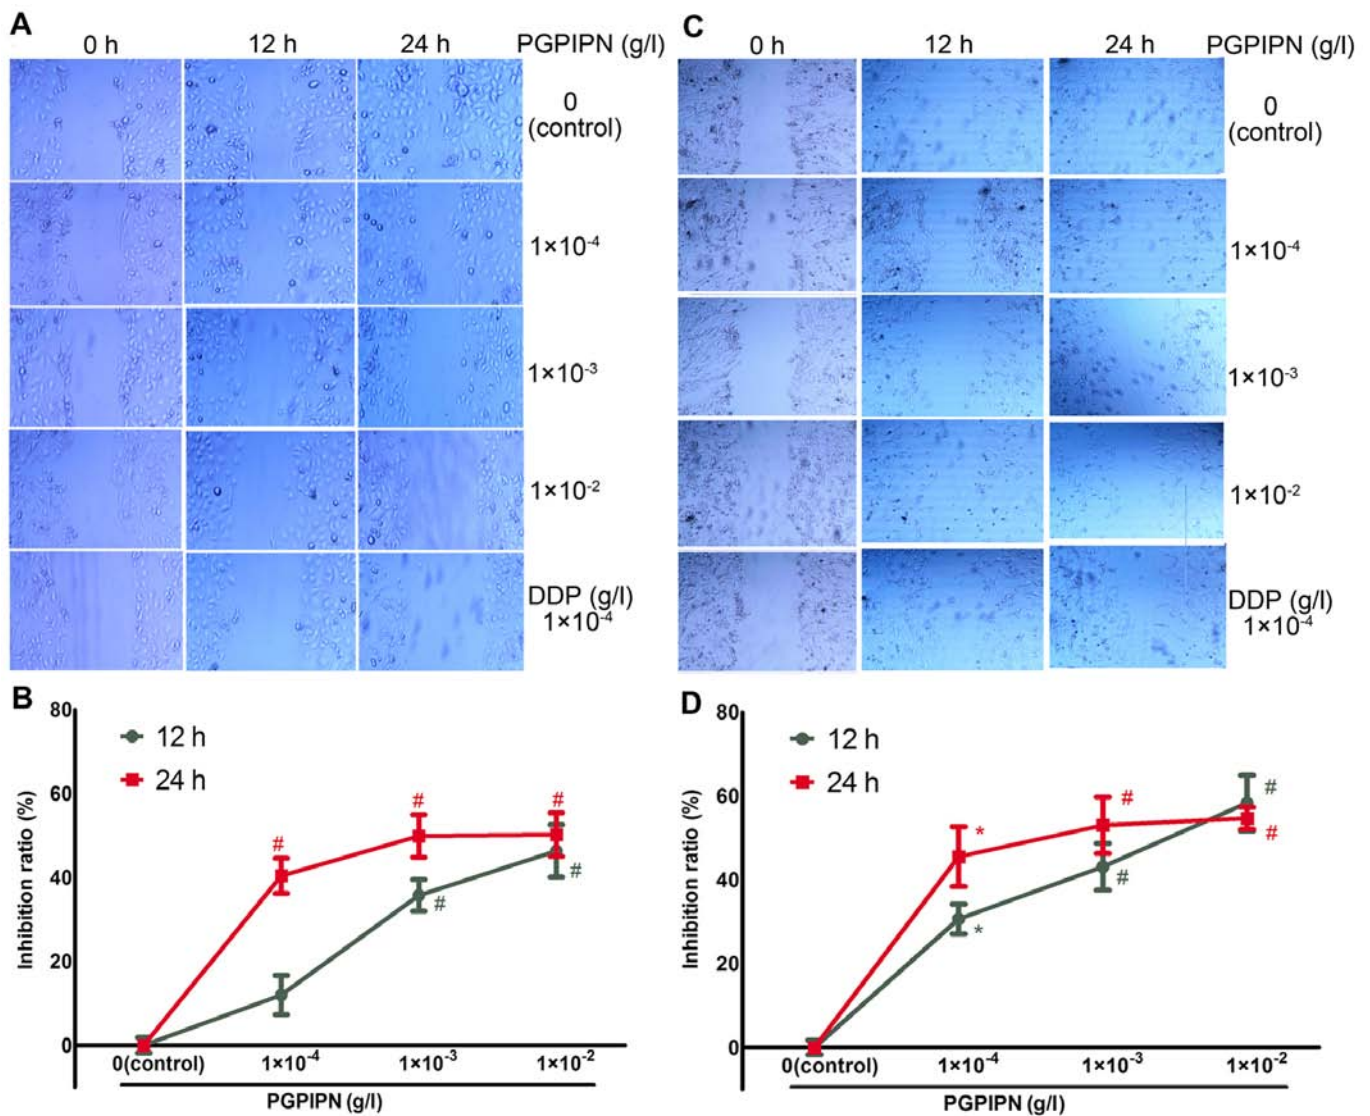 A
0 h 12 h 24 h PGPIPN (g/l)
0
(control)
1×10-4
1×10-3
1×10-2
DDP (g/l)
1×10-4
C
0 h 12 h 24 h PGPIPN (g/l)
0
(control)
1×10-4
1×10-3
1×10-2
DDP (g/l)
1×10-4
B
Inhibition ratio (%)
80
60
40
20
0
12 h
24 h
#
#
#
#
#
0(control) 1×10-4 1×10-3 1×10-2
PGPIPN (g/l)
D
Inhibition ratio (%)
80
60
40
20
0
12 h
24 h
*
*
#
#
#
#
0(control) 1×10-4 1×10-3 1×10-2
PGPIPN (g/l)